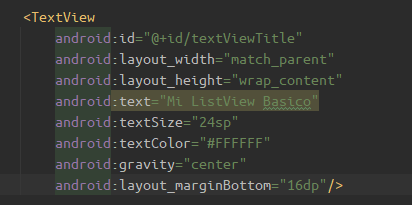 <TextView
android:id="@+id/textViewTitle"
android:layout_width="match_parent"
android:layout_height="wrap_content"
android:text="Mi ListView Basico"
android:textSize="24sp"
android:textColor="#FFFFFF"
android:gravity="center"
android:layout_marginBottom="16dp"/>